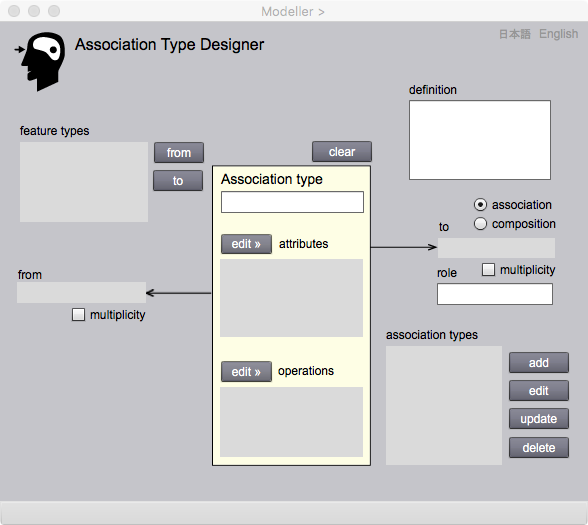 Modeller >
日本語 English
Association Type Designer
definition
feature types
from
to
clear
Association type
association
composition
to
edit » attributes
multiplicity
from
role
multiplicity
association types
add
edit » operations
edit
update
delete